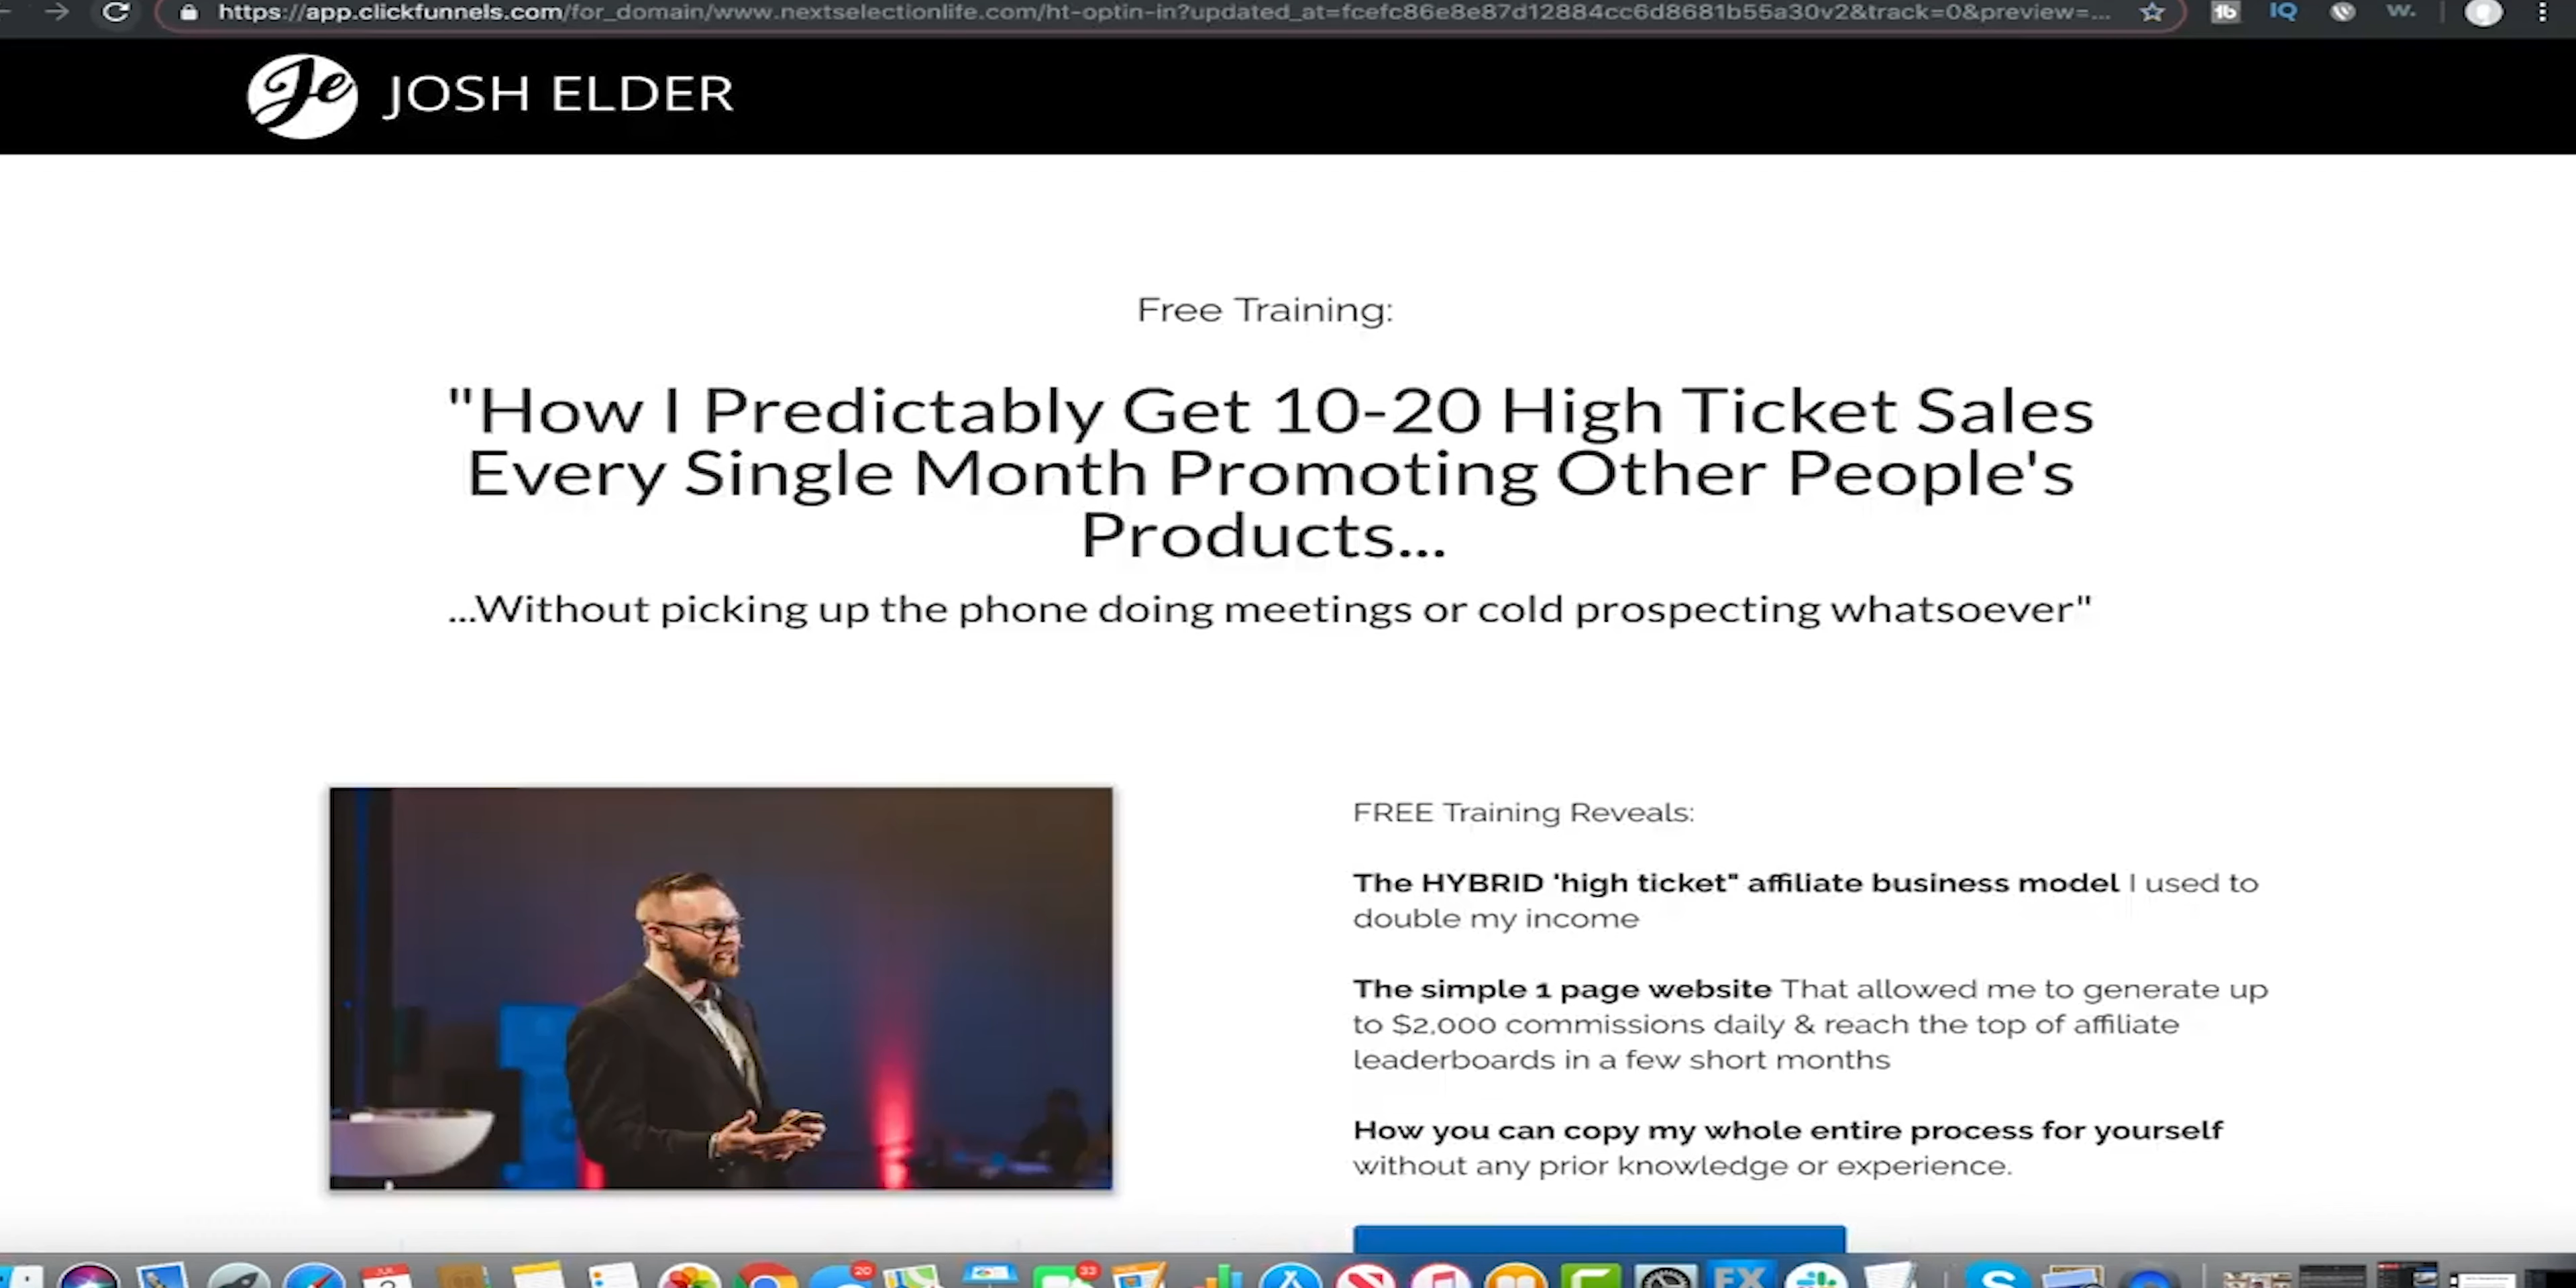 https://app.clickfunnels.com/for_domain/www.nextselectionlife.com/ht-optin-in?updated_at=fcefc86e8e87d12884cc6d8681b55a30v2&track=0&preview=...
IQ
w.
Je JOSH ELDER
Free Training:
"How I Predictably Get 10-20 High Ticket Sales
Every Single Month Promoting Other People's
Products...
...Without picking up the phone doing meetings or cold prospecting whatsoever"
FREE Training Reveals:
The HYBRID 'high ticket" affiliate business model I used to
double my income
The simple 1 page website That allowed me to generate up
to $2,000 commissions daily & reach the top of affiliate
leaderboards in a few short months
How you can copy my whole entire process for yourself
without any prior knowledge or experience.
20
33
FX